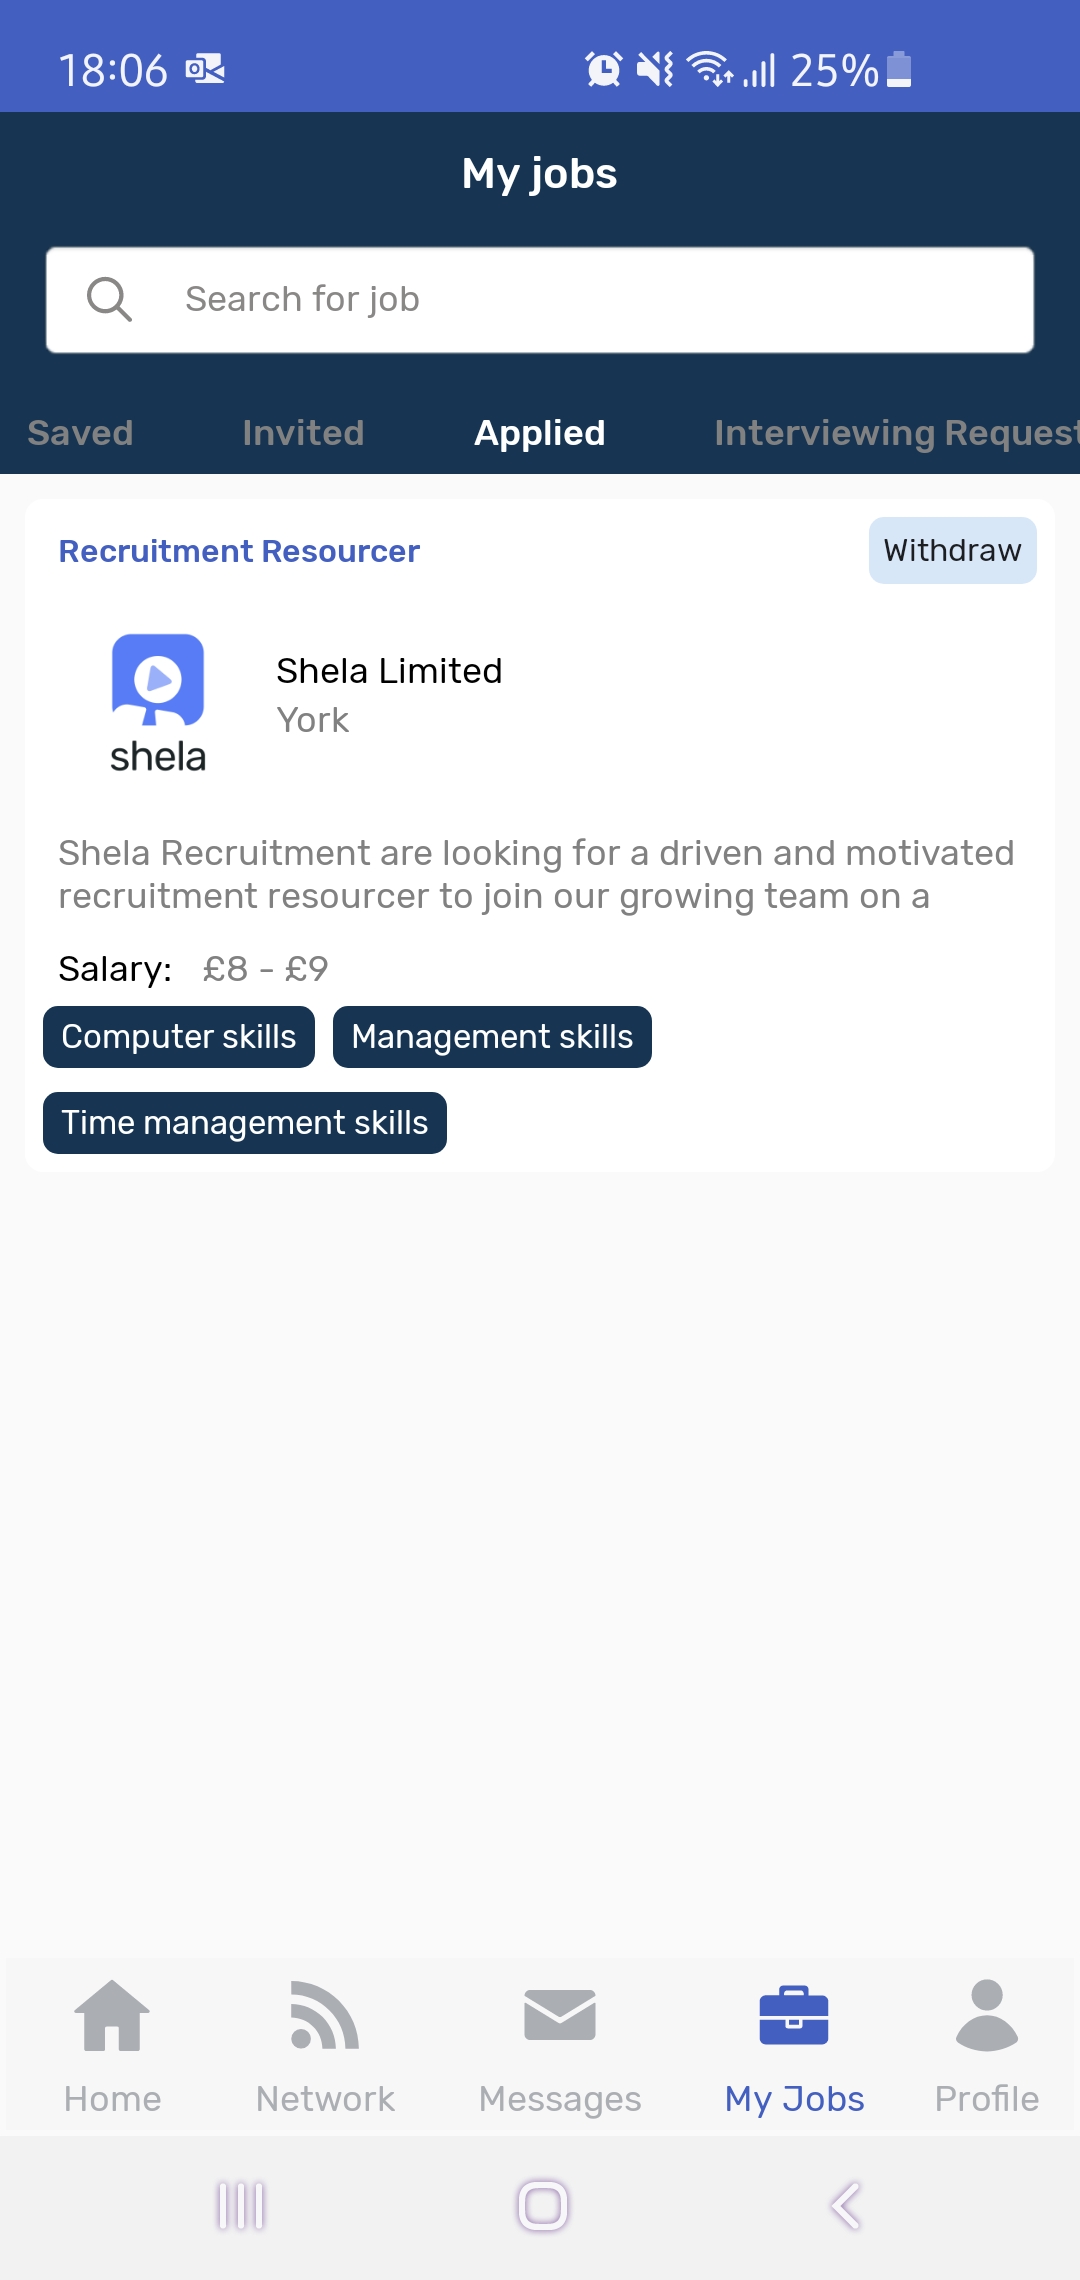 18:06 25%
My jobs
Search for job
Saved Invited Applied Interviewing Request
Recruitment Resourcer Withdraw
Shela Limited
York
shela
Shela Recruitment are looking for a driven and motivated
recruitment resourcer to join our growing team on a
Salary: £8 - £9
Computer skills Management skills
Time management skills
Home Network Messages My Jobs Profile